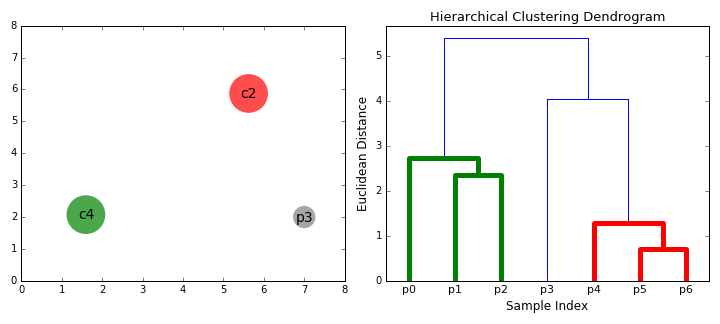 Hierarchical Clustering Dendrogram
8
7
6
5
4
3
2
1
0
c2
c4
p3
0 1 2 3 4 5 6 7 8
Euclidean Distance
5
4
3
2
1
0
p0 p1 p2 p3 p4 p5 p6
Sample Index